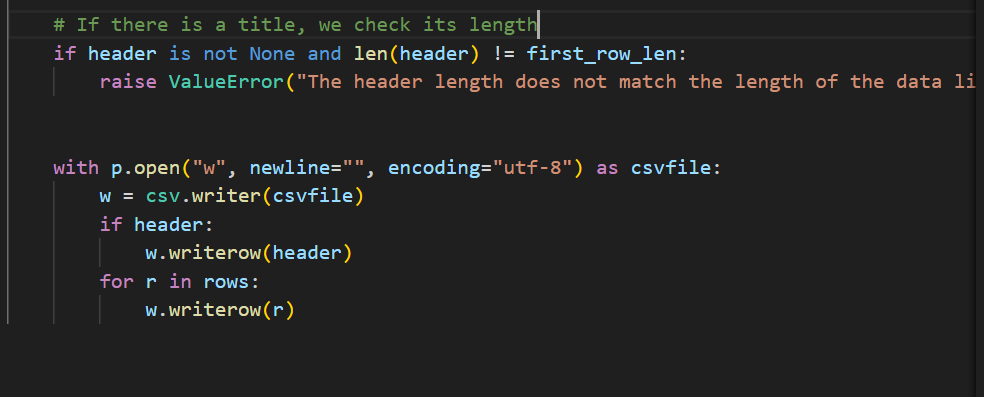 # If there is a title, we check its length
if header is not None and len(header) != first_row_len:
raise ValueError("The header length does not match the length of the data li
with p.open("w", newline="", encoding="utf-8") as csvfile:
w = csv.writer(csvfile)
if header:
w.writerow(header)
for r in rows:
w.writerow(r)